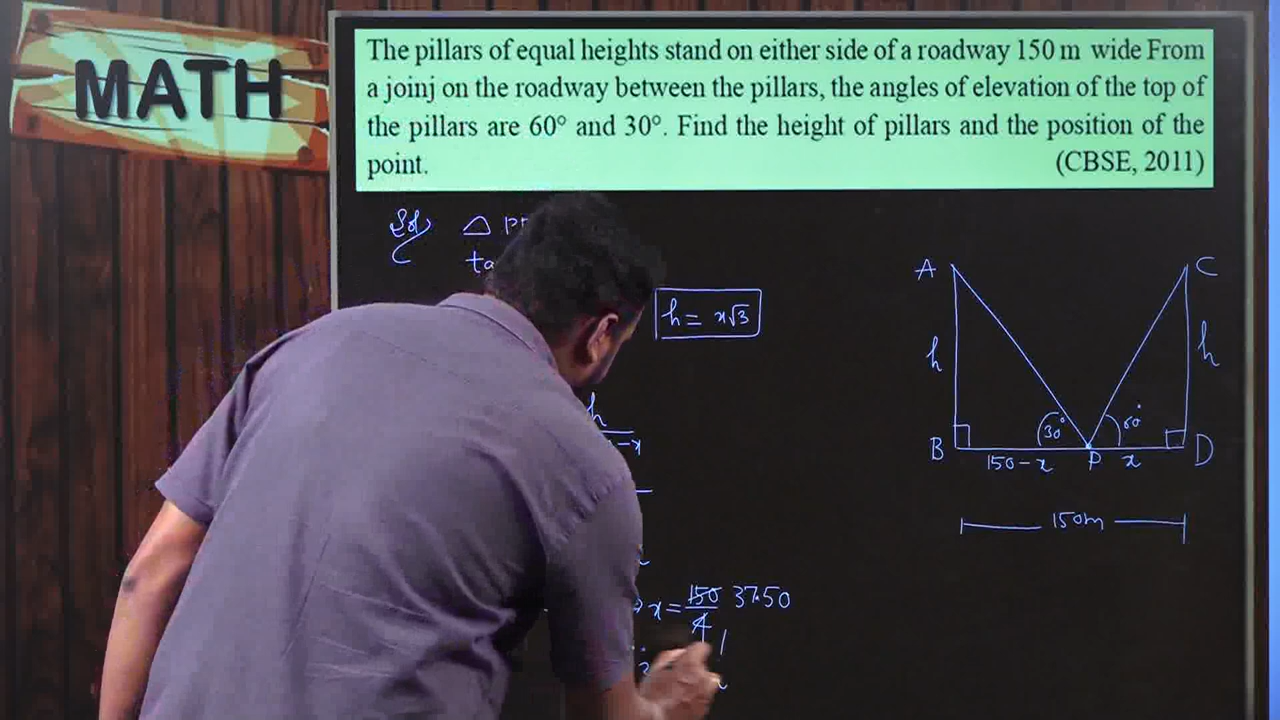 MATH
The pillars of equal heights stand on either side of a roadway 150 m wide From
a joinj on the roadway between the pillars, the angles of elevation of the top of
the pillars are 60° and 30°. Find the height of pillars and the position of the
point. (CBSE, 2011)
Sol △
h = x√3
A C
h h
30° 60°
B 150-x P x D
150m
h
-x
x = 150/4 37.50